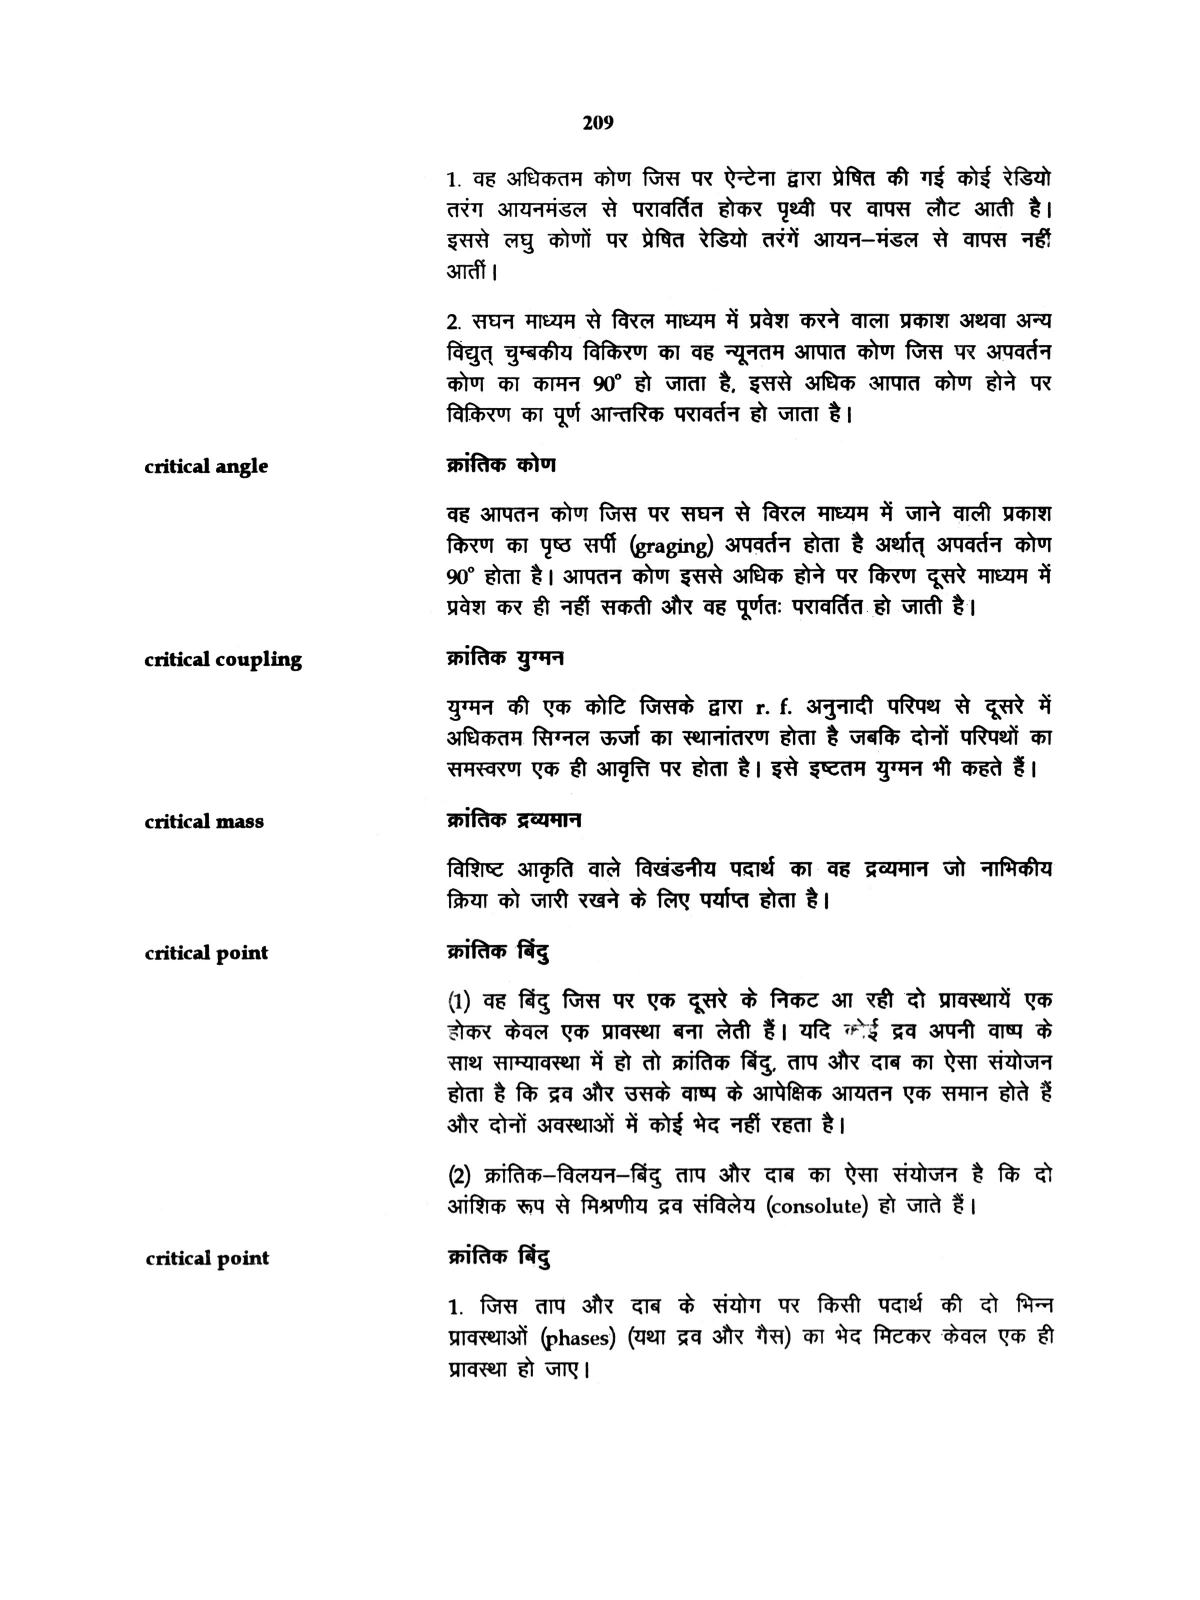 209
1. वह अधिकतम कोण जिस पर ऐन्टेना द्वारा प्रेषित की गई कोई रेडियो
तरंग आयनमंडल से परावर्तित होकर पृथ्वी पर वापस लौट आती है।
इससे लघु कोणों पर प्रेषित रेडियो तरंगें आयन–मंडल से वापस नहीं
आतीं।
2. सघन माध्यम से विरल माध्यम में प्रवेश करने वाला प्रकाश अथवा अन्य
विद्युत् चुम्बकीय विकिरण का वह न्यूनतम आपात कोण जिस पर अपवर्तन
कोण का कामन 90° हो जाता है, इससे अधिक आपात कोण होने पर
विकिरण का पूर्ण आन्तरिक परावर्तन हो जाता है।
critical angle क्रांतिक कोण
वह आपतन कोण जिस पर सघन से विरल माध्यम में जाने वाली प्रकाश
किरण का पृष्ठ सर्पी (graging) अपवर्तन होता है अर्थात् अपवर्तन कोण
90° होता है। आपतन कोण इससे अधिक होने पर किरण दूसरे माध्यम में
प्रवेश कर ही नहीं सकती और वह पूर्णतः परावर्तित हो जाती है।
critical coupling क्रांतिक युग्मन
युग्मन की एक कोटि जिसके द्वारा r. f. अनुनादी परिपथ से दूसरे में
अधिकतम सिग्नल ऊर्जा का स्थानांतरण होता है जबकि दोनों परिपथों का
समस्वरण एक ही आवृत्ति पर होता है। इसे इष्टतम युग्मन भी कहते हैं।
critical mass क्रांतिक द्रव्यमान
विशिष्ट आकृति वाले विखंडनीय पदार्थ का वह द्रव्यमान जो नाभिकीय
क्रिया को जारी रखने के लिए पर्याप्त होता है।
critical point क्रांतिक बिंदु
(1) वह बिंदु जिस पर एक दूसरे के निकट आ रही दो प्रावस्थायें एक
होकर केवल एक प्रावस्था बना लेती हैं। यदि कोई द्रव अपनी वाष्प के
साथ साम्यावस्था में हो तो क्रांतिक बिंदु, ताप और दाब का ऐसा संयोजन
होता है कि द्रव और उसके वाष्प के आपेक्षिक आयतन एक समान होते हैं
और दोनों अवस्थाओं में कोई भेद नहीं रहता है।
(2) क्रांतिक–विलयन–बिंदु ताप और दाब का ऐसा संयोजन है कि दो
आंशिक रूप से मिश्रणीय द्रव संविलेय (consolute) हो जाते हैं।
critical point क्रांतिक बिंदु
1. जिस ताप और दाब के संयोग पर किसी पदार्थ की दो भिन्न
प्रावस्थाओं (phases) (यथा द्रव और गैस) का भेद मिटकर केवल एक ही
प्रावस्था हो जाए।